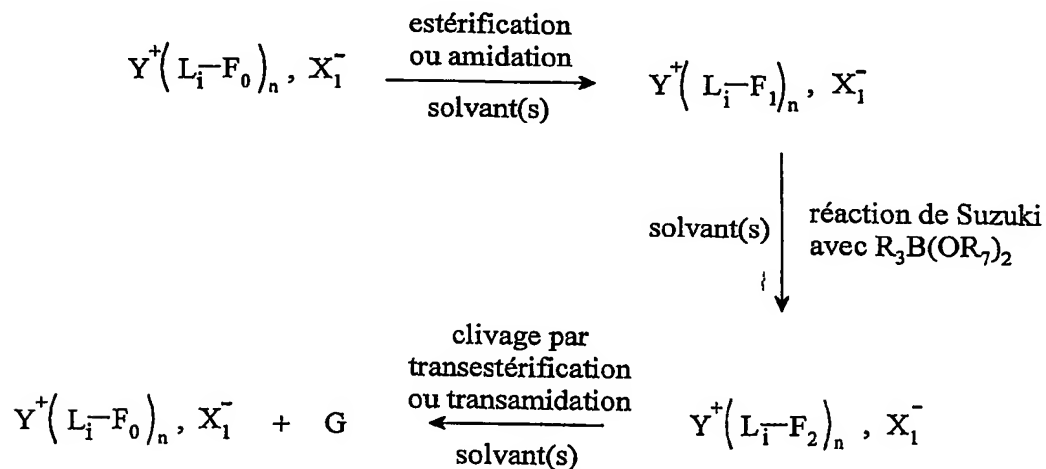 estérification
ou amidation
Y⁺(Lᵢ—F₀)ₙ, X₁⁻
solvant(s)
Y⁺(Lᵢ—F₁)ₙ, X₁⁻
solvant(s)
réaction de Suzuki
avec R₃B(OR₇)₂
clivage par
transestérification
ou transamidation
Y⁺(Lᵢ—F₀)ₙ, X₁⁻ + G
solvant(s)
Y⁺(Lᵢ—F₂)ₙ , X₁⁻